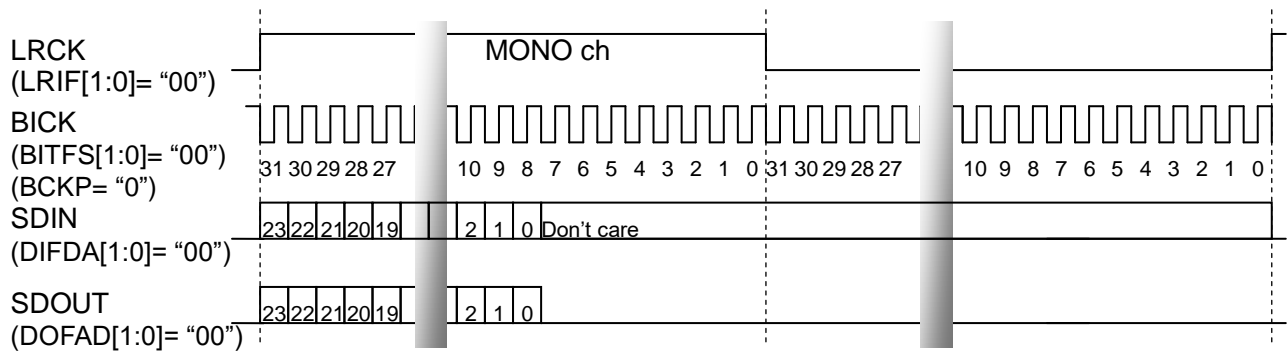 LRCK
MONO ch
(LRIF[1:0]= “00”)
BICK
(BITFS[1:0]= “00”)
31 30 29 28 27 10 9 8 7 6 5 4 3 2 1 0 31 30 29 28 27 10 9 8 7 6 5 4 3 2 1 0
(BCKP= “0”)
SDIN
23 22 21 20 19 2 1 0 Don’t care
(DIFDA[1:0]= “00”)
SDOUT
23 22 21 20 19 2 1 0
(DOFAD[1:0]= “00”)